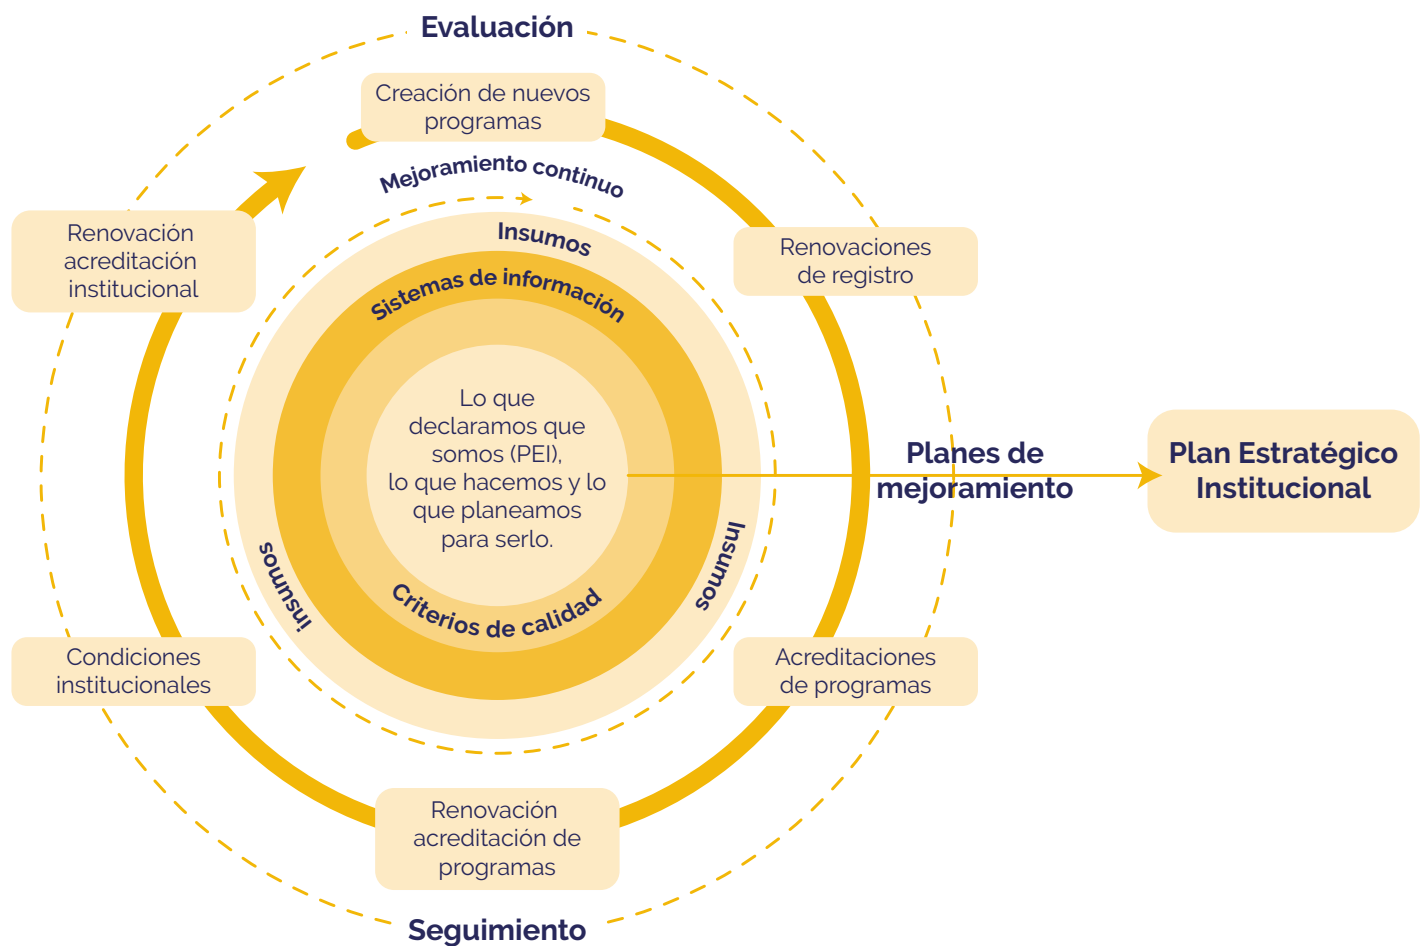 Evaluación
Creación de nuevos
programas
Mejoramiento continuo
Renovación
acreditación
institucional
Insumos
Renovaciones
de registro
Sistemas de información
Lo que
declaramos que
somos (PEI),
lo que hacemos y lo
que planeamos
para serlo.
Planes de
mejoramiento
Plan Estratégico
Institucional
insumos
Insumos
Criterios de calidad
Condiciones
institucionales
Acreditaciones
de programas
Renovación
acreditación de
programas
Seguimiento